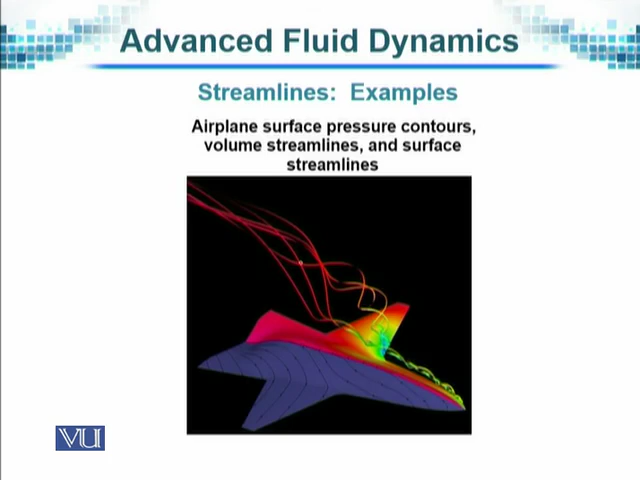 Advanced Fluid Dynamics
Streamlines: Examples
Airplane surface pressure contours,
volume streamlines, and surface
streamlines
VU